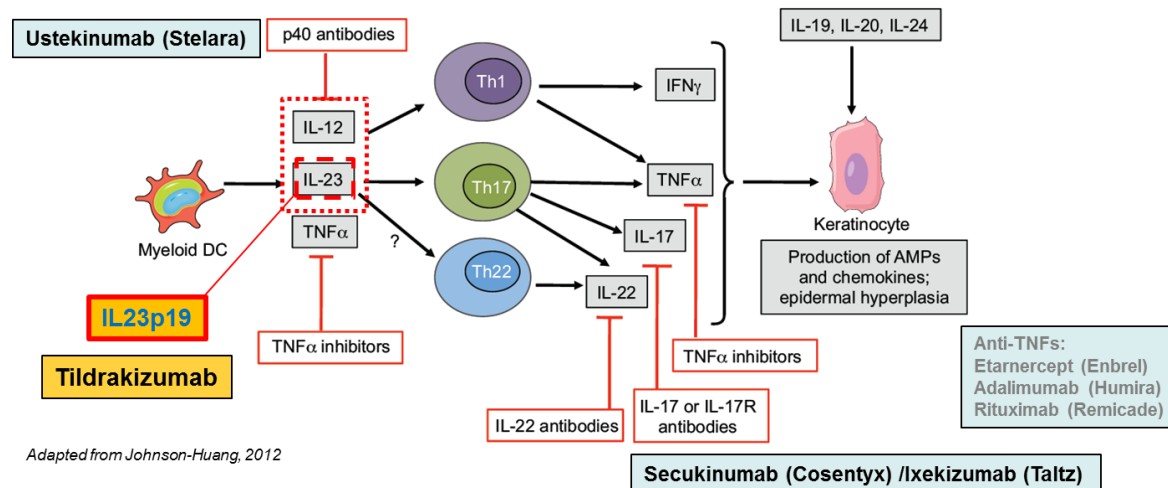 Ustekinumab (Stelara)
p40 antibodies
IL-19, IL-20, IL-24
Th1
IFNγ
IL-12
IL-23
Th17
TNFα
Myeloid DC
TNFα
?
IL-17
Keratinocyte
Th22
IL-22
Production of AMPs
and chemokines;
epidermal hyperplasia
IL23p19
TNFα inhibitors
TNFα inhibitors
Tildrakizumab
Anti-TNFs:
Etarnercept (Enbrel)
Adalimumab (Humira)
Rituximab (Remicade)
IL-22 antibodies
IL-17 or IL-17R
antibodies
Adapted from Johnson-Huang, 2012
Secukinumab (Cosentyx) /Ixekizumab (Taltz)